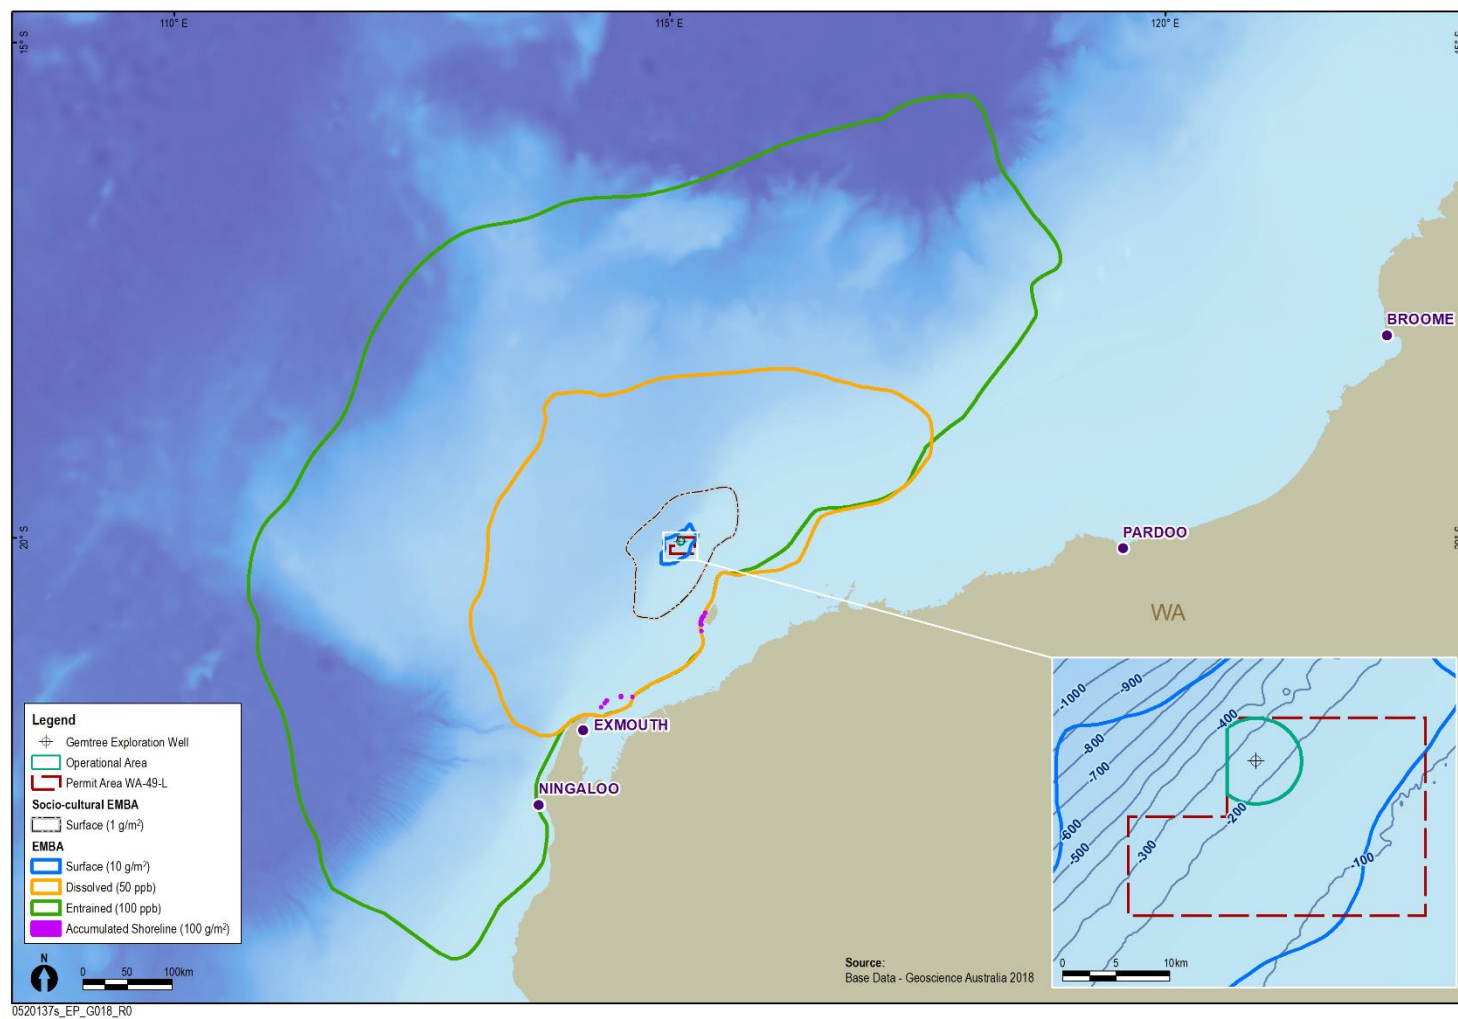 110° E
115° E
120° E
15° S
15° S
BROOME
20° S
PARDOO
WA
EXMOUTH
NINGALOO
Legend
Gemtree Exploration Well
Operational Area
Permit Area WA-49-L
Socio-cultural EMBA
Surface (1 g/m²)
EMBA
Surface (10 g/m²)
Dissolved (50 ppb)
Entrained (100 ppb)
Accumulated Shoreline (100 g/m²)
N
0 50 100km
Source:
Base Data - Geoscience Australia 2018
-1000
-900
-800
-700
-600
-500
-400
-300
-200
-100
0 5 10km
0520137s_EP_G018_R0